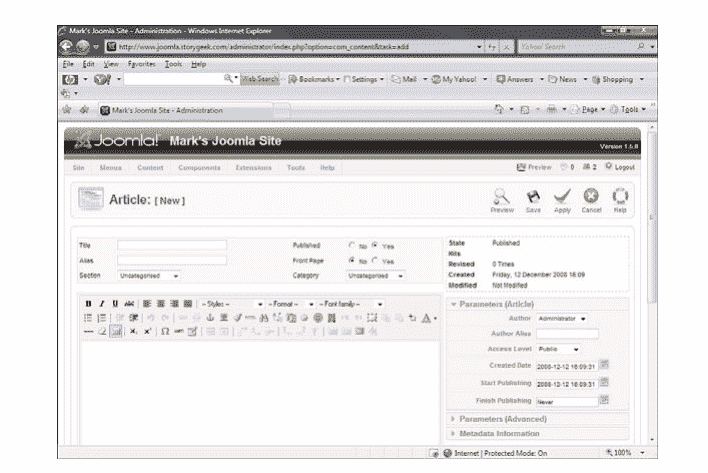 Mark's Joomla Site - Administration - Windows Internet Explorer
http://www.joomla.storygeek.com/administrator/index.php?option=com_content&task=add
Yahoo! Search
File Edit View Favorites Tools Help
Web Search Bookmarks Settings Mail My Yahoo! Answers News Shopping
Mark's Joomla Site - Administration Page Tools
Joomla! Mark's Joomla Site
Version 1.5.8
Site Menus Content Components Extensions Tools Help Preview 0 2 Logout
Article: [ New ]
Preview Save Apply Cancel Help
Title Published No Yes
Alias Front Page No Yes
Section Uncategorised Category Uncategorised
State Published
Hits
Revised 0 Times
Created Friday, 12 December 2008 16:09
Modified Not Modified
B I U ABC - Styles - - Format - - Font family -
Parameters (Article)
Author Administrator
Author Alias
Access Level Public
Created Date 2008-12-12 16:09:31
Start Publishing 2008-12-12 16:09:31
Finish Publishing Never
Parameters (Advanced)
Metadata Information
Internet | Protected Mode: On 100%